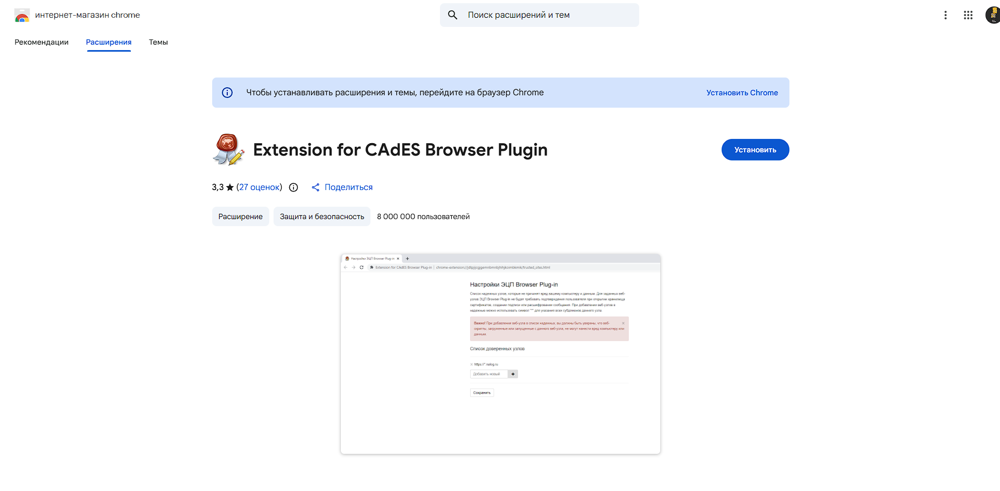 интернет-магазин chrome
Поиск расширений и тем
Рекомендации
Расширения
Темы
Чтобы устанавливать расширения и темы, перейдите на браузер Chrome
Установить Chrome
Extension for CAdES Browser Plugin
Установить
3,3 ★ (27 оценок)
Поделиться
Расширение
Защита и безопасность
8 000 000 пользователей
Настройки ЭЦП Browser Plug-in
Extension for CAdES Browser Plug-in
Настройки ЭЦП Browser Plug-in
Список надежных узлов, которые не причинят вред вашему компьютеру и данным. Для заданных веб-
узлов ЭЦП Browser Plug-in не будет требовать подтверждения пользователя при открытии хранилища
сертификатов, создании подписи или расшифровании сообщения. При добавлении веб-узлов в
надежные можно использовать символ "*" для указания всех субдоменов данного узла.
Важно! При добавлении веб-узла в список надежных, вы должны быть уверены, что веб-
скрипты, загруженные или запущенные с данного веб-узла, не могут нанести вред компьютеру или
данным.
Список доверенных узлов
https://*.nalog.ru
Добавить новый
Сохранить